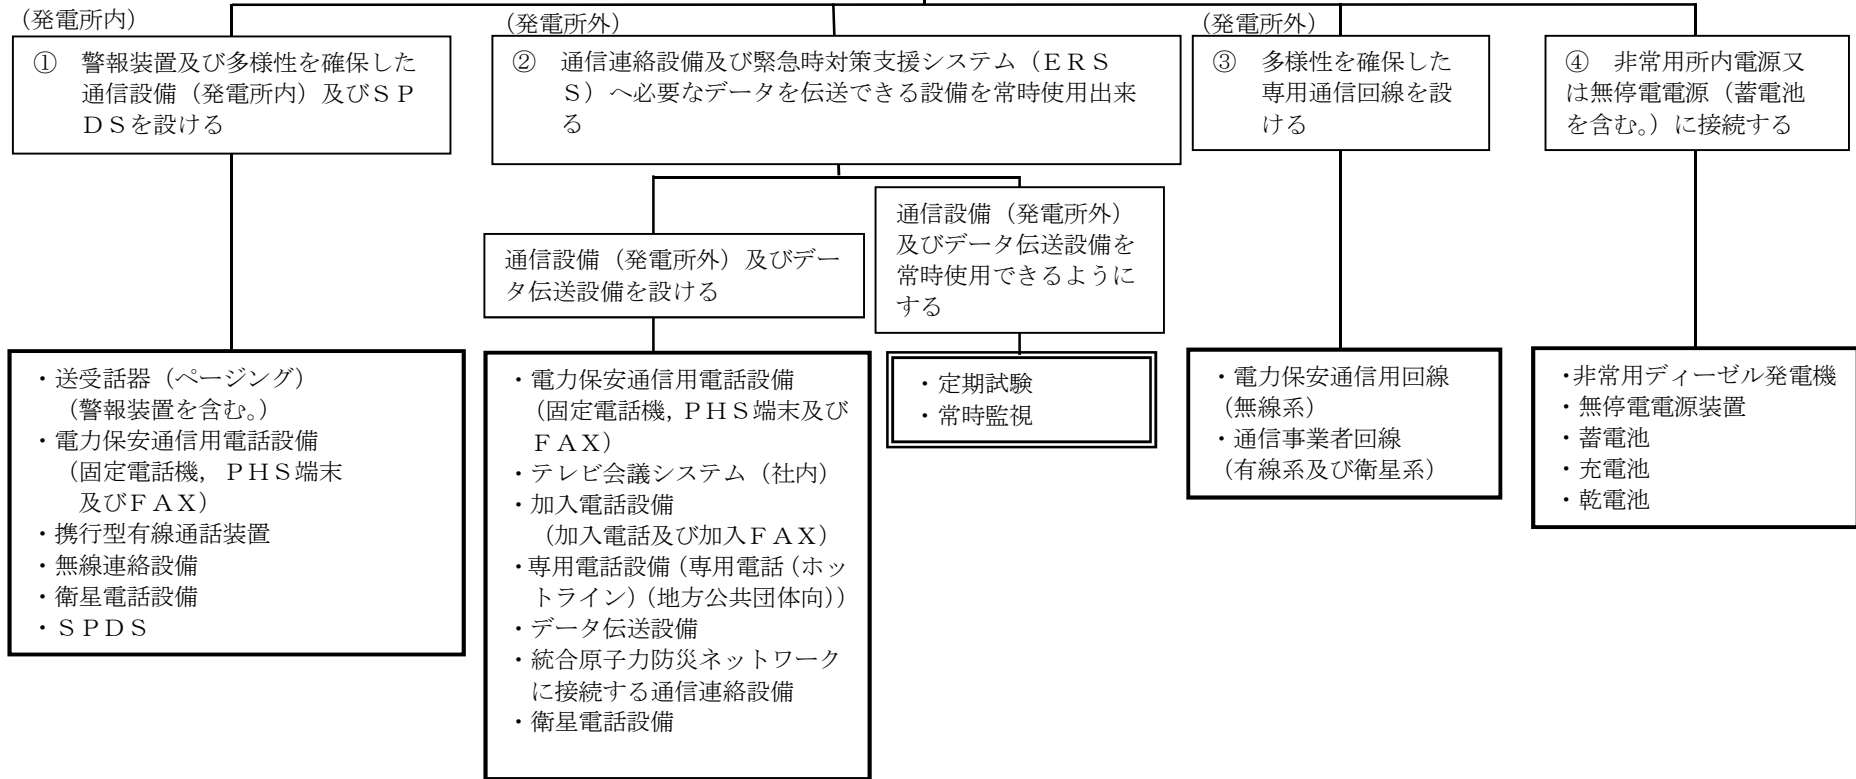 (発電所内)
① 警報装置及び多様性を確保した
通信設備（発電所内）及びＳＰ
ＤＳを設ける
(発電所外)
② 通信連絡設備及び緊急時対策支援システム（ＥＲＳ
Ｓ）へ必要なデータを伝送できる設備を常時使用出来
る
(発電所外)
③ 多様性を確保した
専用通信回線を設
ける
④ 非常用所内電源又
は無停電電源（蓄電池
を含む。）に接続する
通信設備（発電所外）及びデー
タ伝送設備を設ける
通信設備（発電所外）
及びデータ伝送設備を
常時使用できるように
する
・送受話器（ページング）
（警報装置を含む。）
・電力保安通信用電話設備
（固定電話機，ＰＨＳ端末
及びＦＡＸ）
・携行型有線通話装置
・無線連絡設備
・衛星電話設備
・ＳＰＤＳ
・電力保安通信用電話設備
（固定電話機，ＰＨＳ端末及び
ＦＡＸ）
・テレビ会議システム（社内）
・加入電話設備
（加入電話及び加入ＦＡＸ）
・専用電話設備（専用電話（ホッ
トライン）（地方公共団体向））
・データ伝送設備
・統合原子力防災ネットワーク
に接続する通信連絡設備
・衛星電話設備
・定期試験
・常時監視
・電力保安通信用回線
（無線系）
・通信事業者回線
（有線系及び衛星系）
・非常用ディーゼル発電機
・無停電電源装置
・蓄電池
・充電池
・乾電池